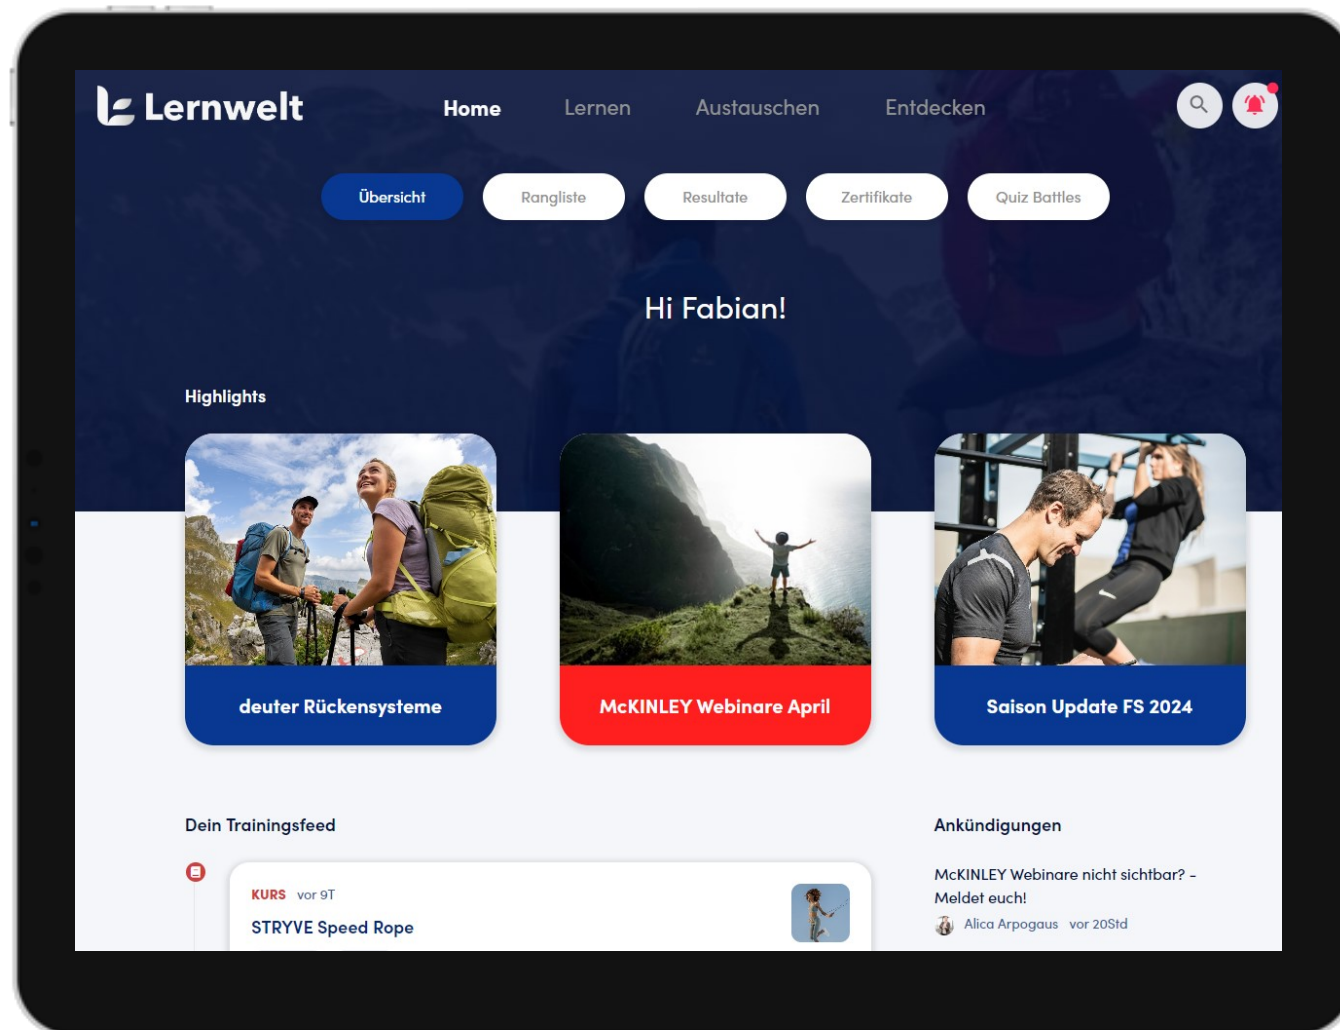 Lernwelt
Home
Lernen
Austauschen
Entdecken
Übersicht
Rangliste
Resultate
Zertifikate
Quiz Battles
Hi Fabian!
Highlights
deuter Rückensysteme
McKINLEY Webinare April
Saison Update FS 2024
Dein Trainingsfeed
KURS vor 9T
STRYVE Speed Rope
Ankündigungen
McKINLEY Webinare nicht sichtbar? -
Meldet euch!
Alica Arpogaus vor 20Std